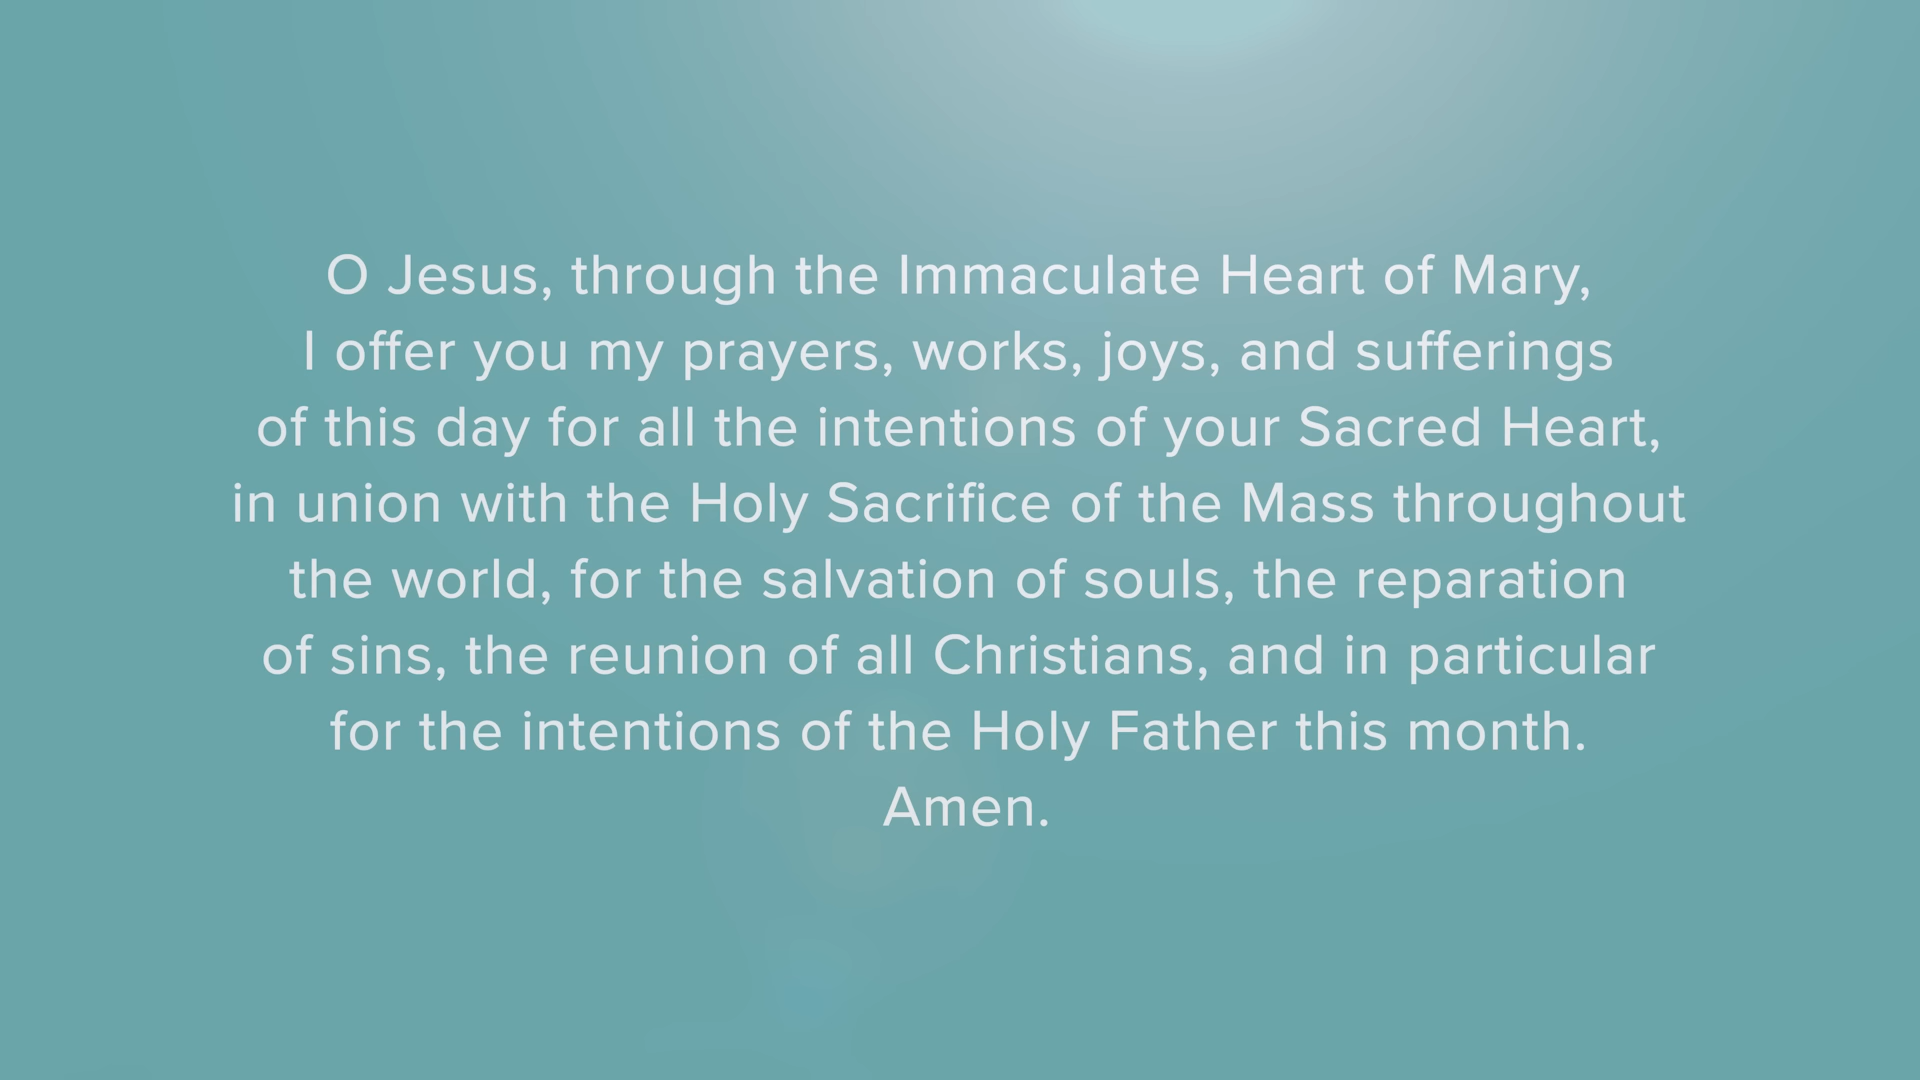 O Jesus, through the Immaculate Heart of Mary,
I offer you my prayers, works, joys, and sufferings
of this day for all the intentions of your Sacred Heart,
in union with the Holy Sacrifice of the Mass throughout
the world, for the salvation of souls, the reparation
of sins, the reunion of all Christians, and in particular
for the intentions of the Holy Father this month.
Amen.